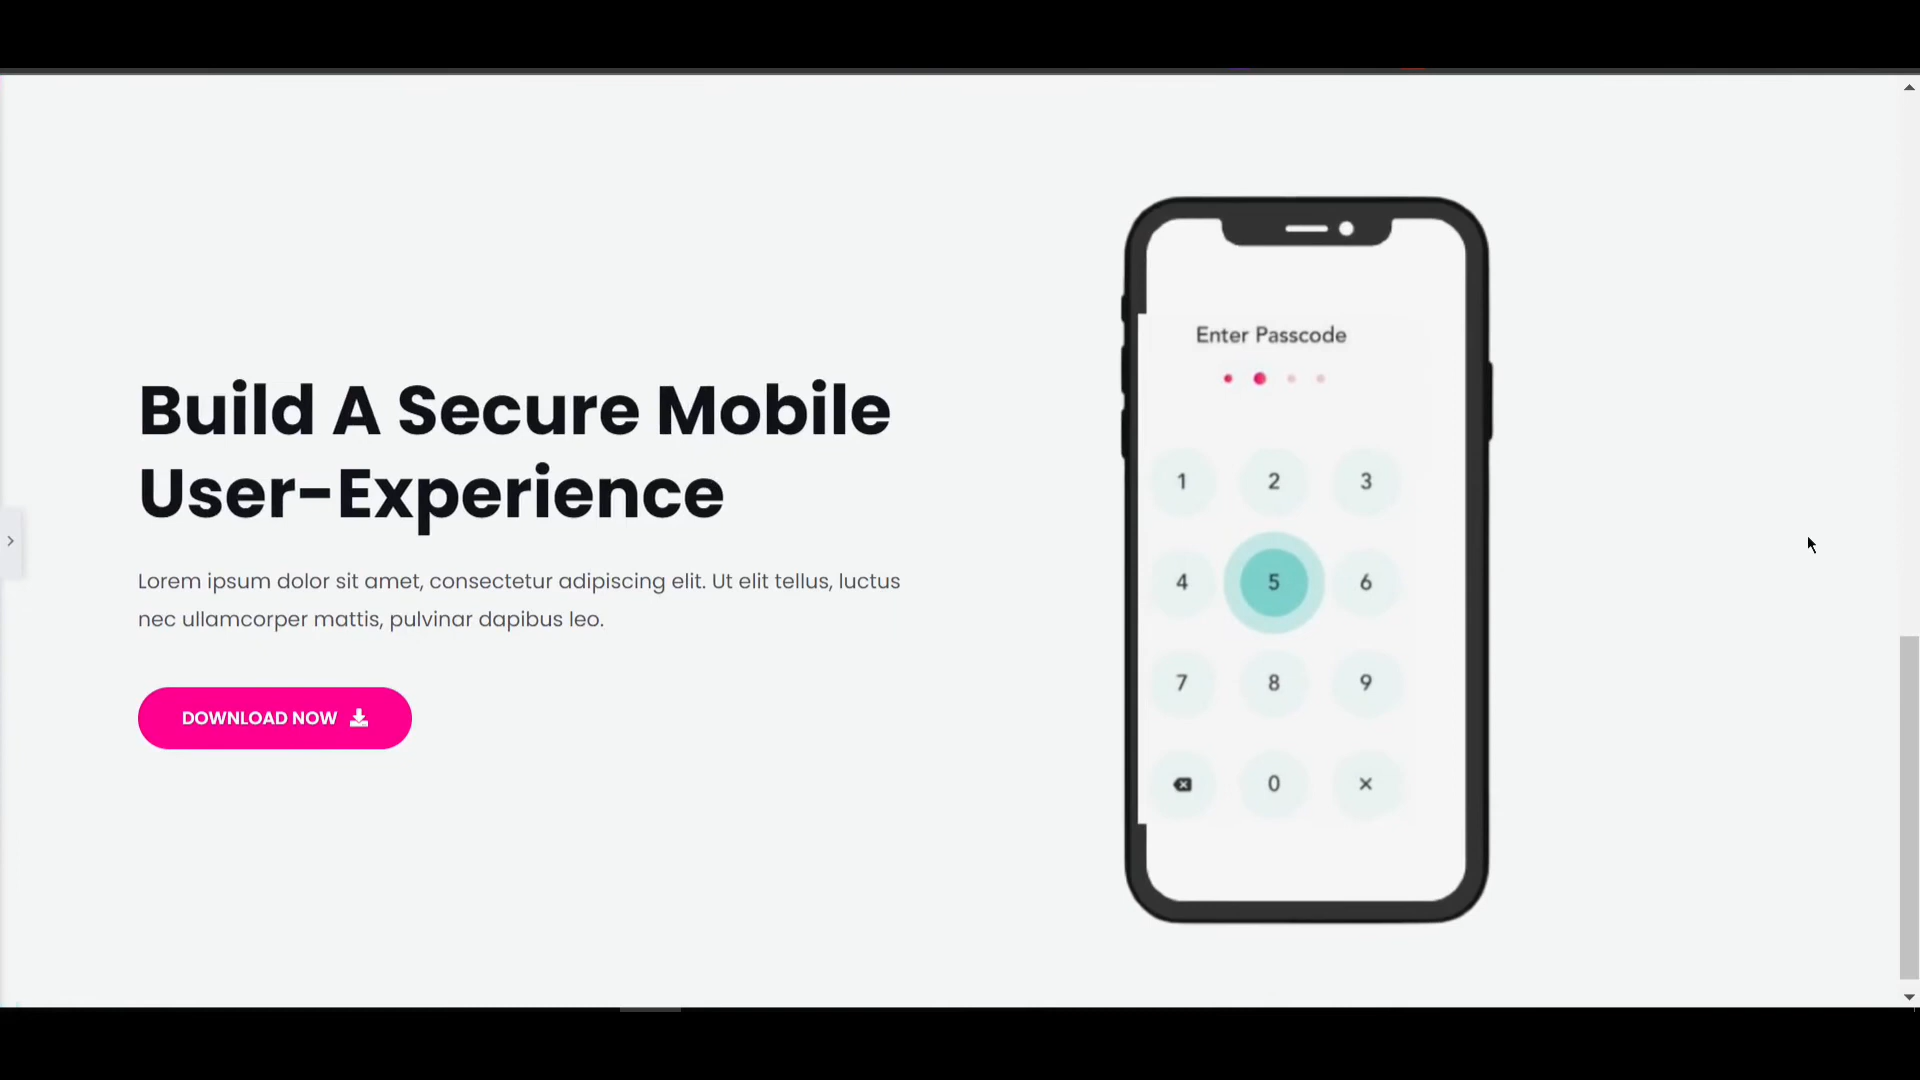 Build A Secure Mobile
User-Experience
Lorem ipsum dolor sit amet, consectetur adipiscing elit. Ut elit tellus, luctus
nec ullamcorper mattis, pulvinar dapibus leo.
DOWNLOAD NOW
Enter Passcode
1 2 3
4 5 6
7 8 9
0